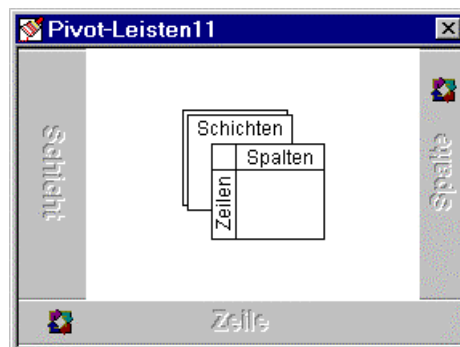 Pivot-Leisten11
Schicht
Schichten
Spalten
Zeilen
Spalte
Zeile